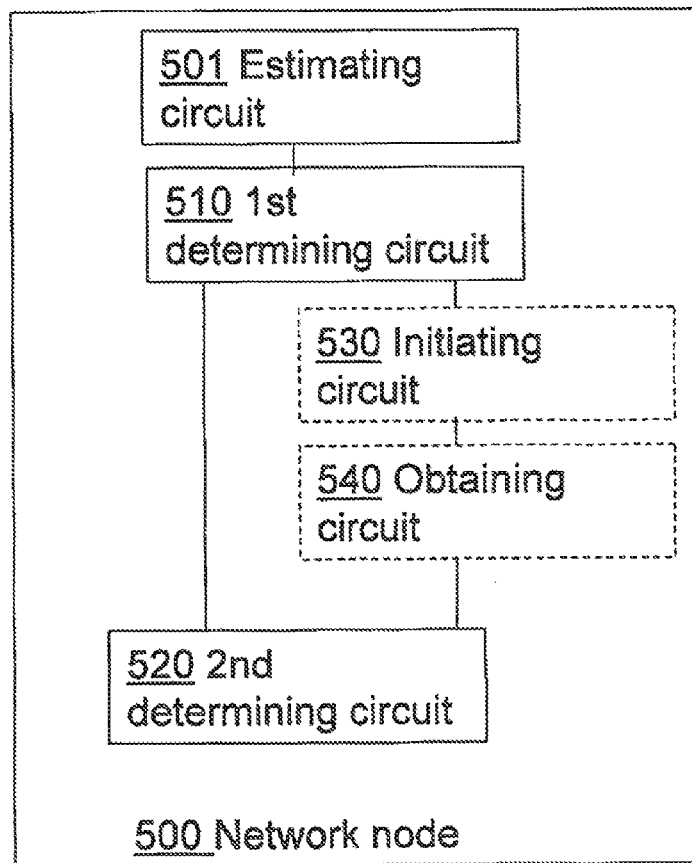 501 Estimating
circuit
510 1st
determining circuit
530 Initiating
circuit
540 Obtaining
circuit
520 2nd
determining circuit
500 Network node